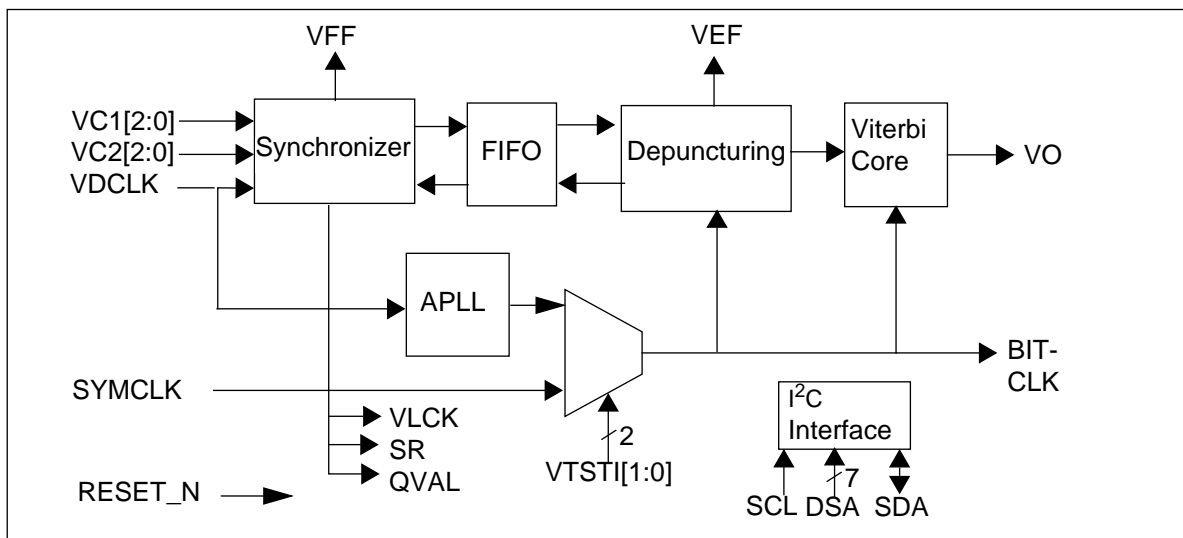 VFF
VEF
VC1[2:0]
VC2[2:0]
VDCLK
Synchronizer
FIFO
Depuncturing
Viterbi
Core
VO
APLL
SYMCLK
BIT-
CLK
VLCK
SR
QVAL
2
VTSTI[1:0]
I²C
Interface
7
SCL DSA SDA
RESET_N